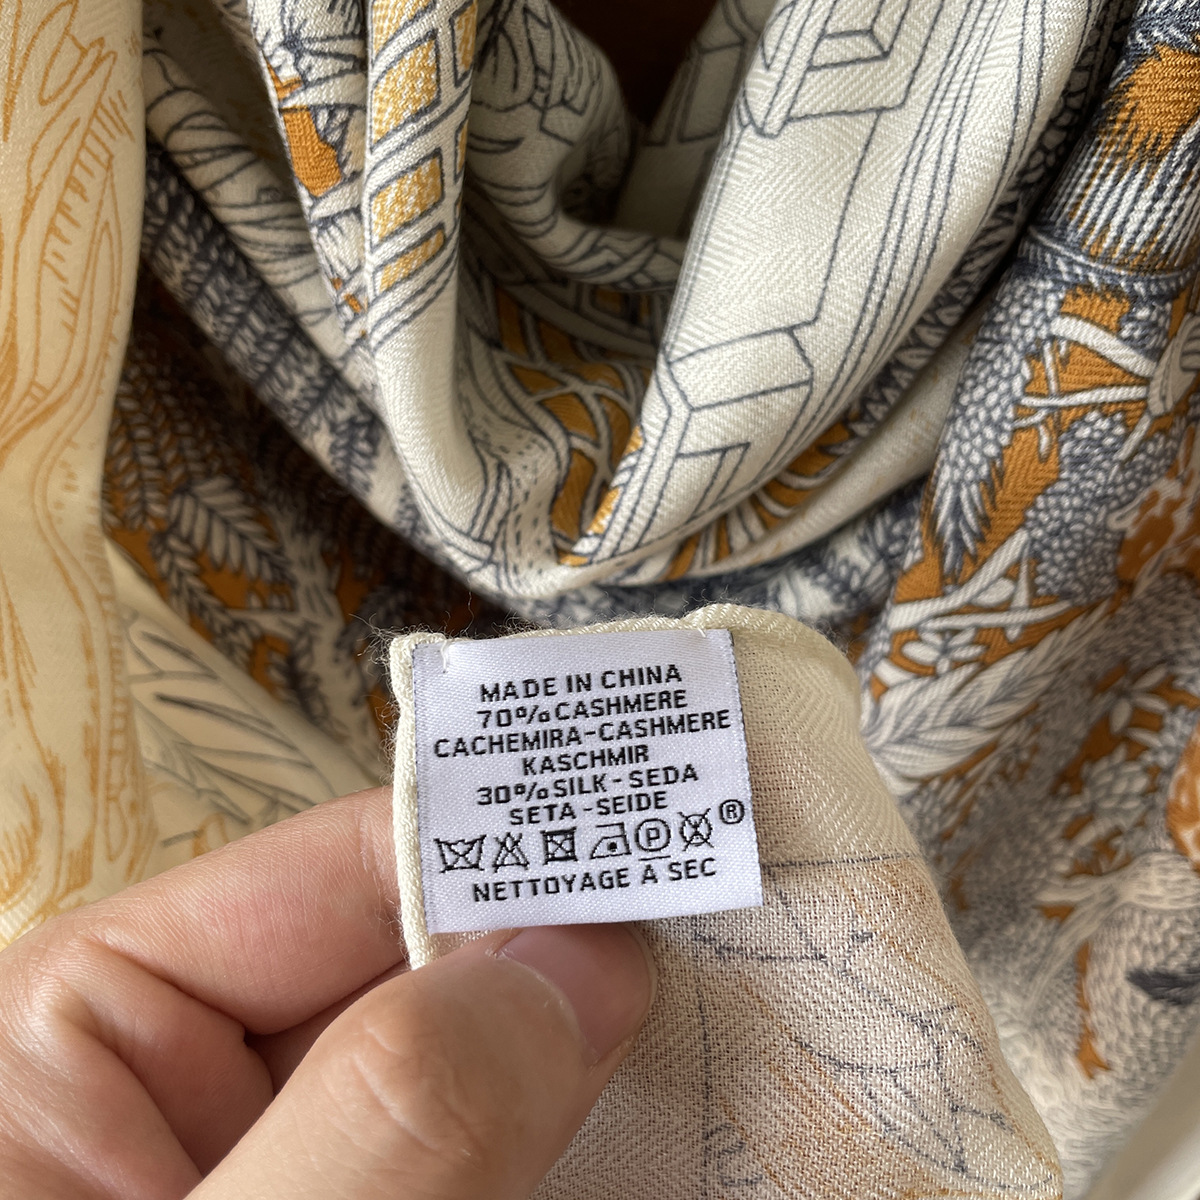 MADE IN CHINA
70% CASHMERE
CACHEMIRA-CASHMERE
KASCHMIR
30% SILK-SEDA
SETA-SEIDE
P ®
NETTOYAGE À SEC